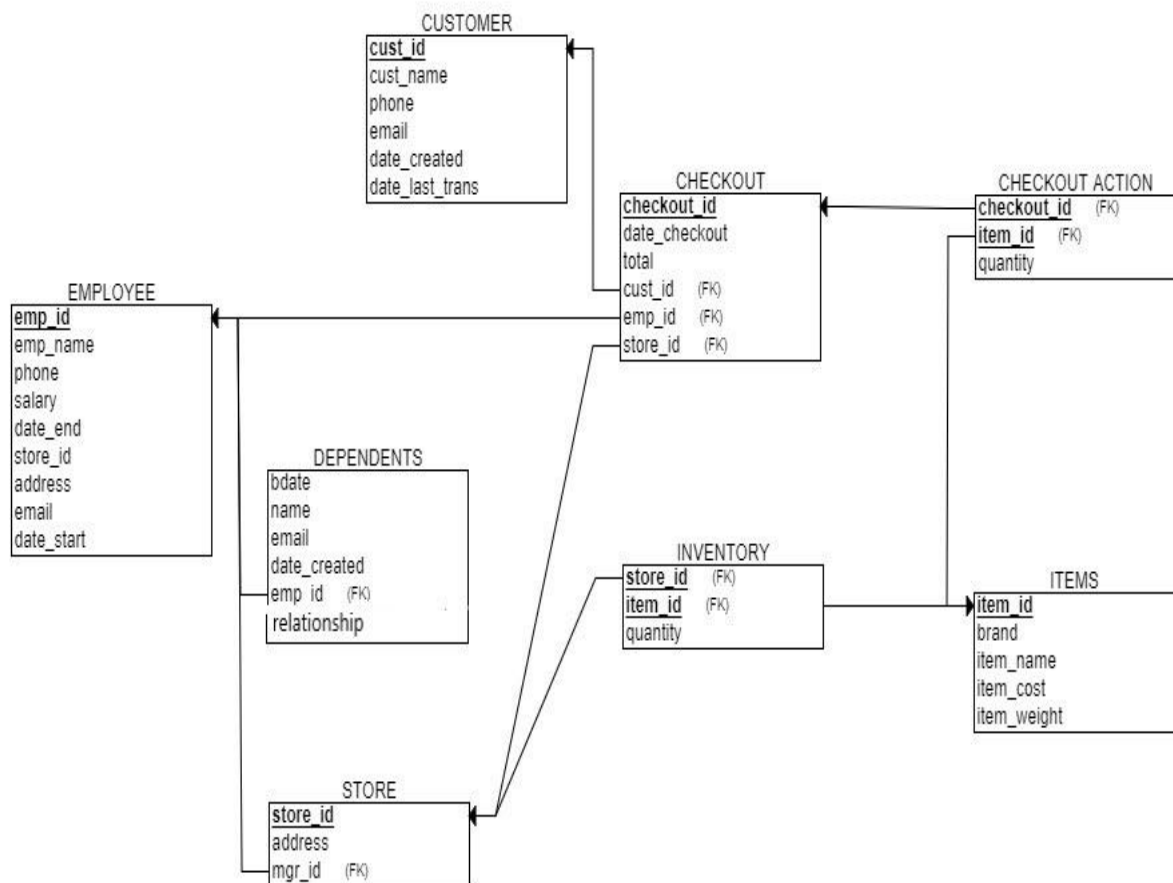 CUSTOMER
cust_id
cust_name
phone
email
date_created
date_last_trans
CHECKOUT
checkout_id
date_checkout
total
cust_id (FK)
emp_id (FK)
store_id (FK)
CHECKOUT ACTION
checkout_id (FK)
item_id (FK)
quantity
EMPLOYEE
emp_id
emp_name
phone
salary
date_end
store_id
address
email
date_start
DEPENDENTS
bdate
name
email
date_created
emp_id (FK)
relationship
INVENTORY
store_id (FK)
item_id (FK)
quantity
ITEMS
item_id
brand
item_name
item_cost
item_weight
STORE
store_id
address
mgr_id (FK)